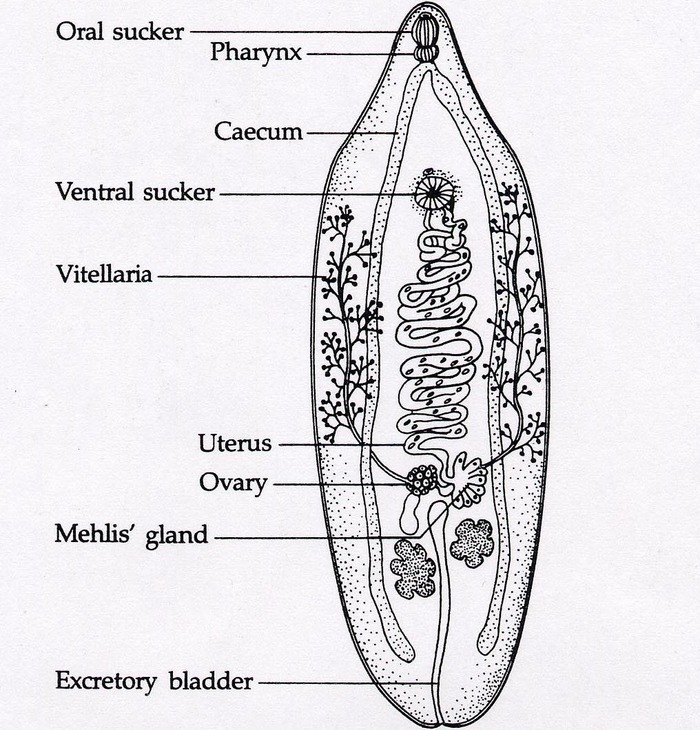 Oral sucker
Pharynx
Caecum
Ventral sucker
Vitellaria
Uterus
Ovary
Mehlis' gland
Excretory bladder